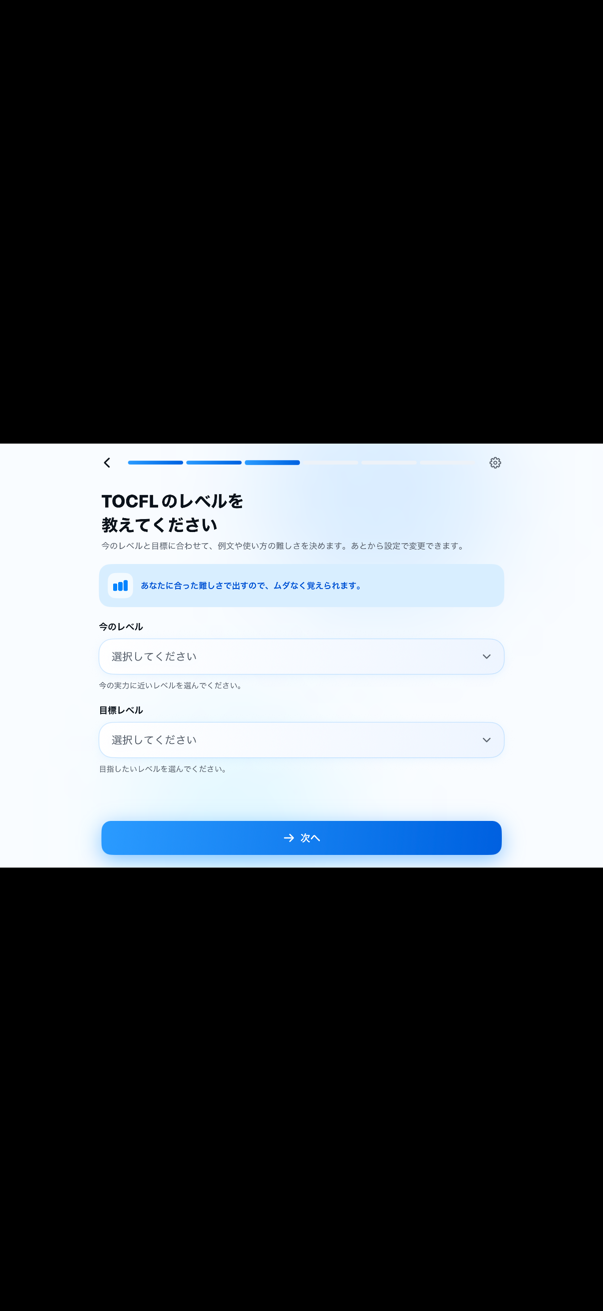 TOCFLのレベルを
教えてください
今のレベルと目標に合わせて、例文や使い方の難しさを決めます。あとから設定で変更できます。
あなたに合った難しさで出すので、ムダなく覚えられます。
今のレベル
選択してください
今の実力に近いレベルを選んでください。
目標レベル
選択してください
目指したいレベルを選んでください。
次へ